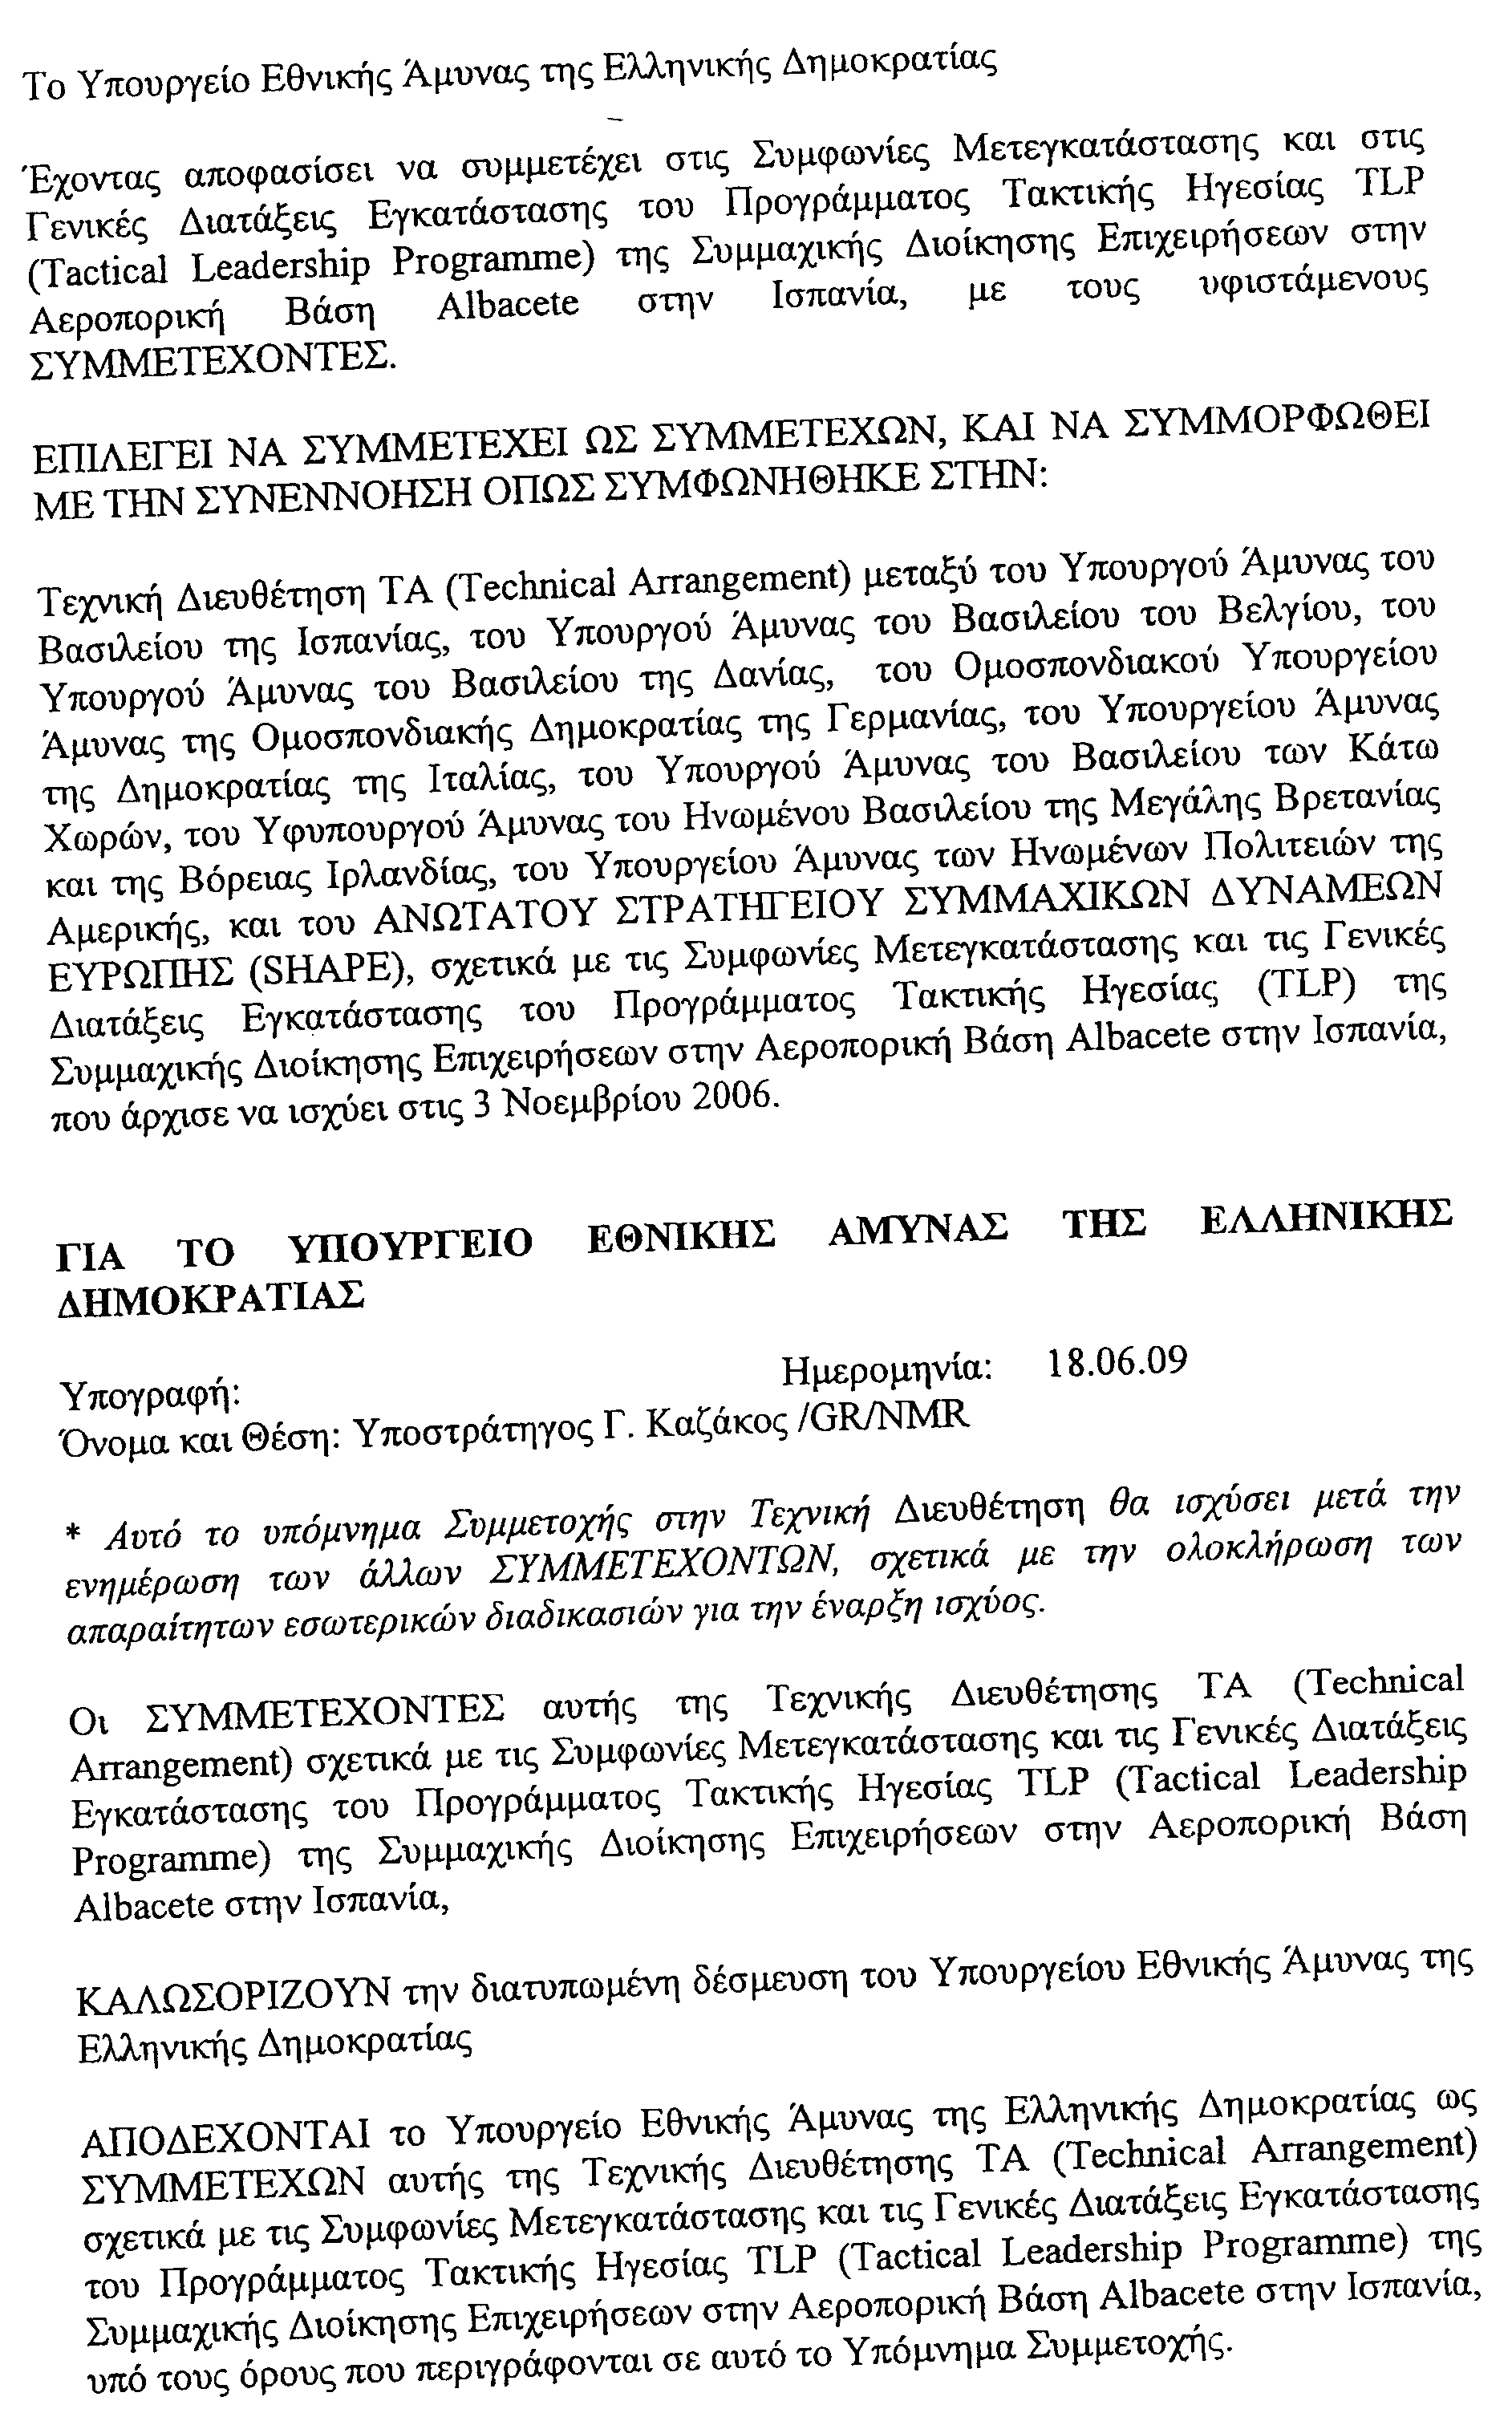 Το Υπουργείο Εθνικής Άμυνας της Ελληνικής Δημοκρατίας
Έχοντας αποφασίσει να συμμετέχει στις Συμφωνίες Μετεγκατάστασης και στις
Γενικές Διατάξεις Εγκατάστασης του Προγράμματος Τακτικής Ηγεσίας TLP
(Tactical Leadership Programme) της Συμμαχικής Διοίκησης Επιχειρήσεων στην
Αεροπορική Βάση Albacete στην Ισπανία, με τους υφιστάμενους
ΣΥΜΜΕΤΕΧΟΝΤΕΣ.
ΕΠΙΛΕΓΕΙ ΝΑ ΣΥΜΜΕΤΕΧΕΙ ΩΣ ΣΥΜΜΕΤΕΧΩΝ, ΚΑΙ ΝΑ ΣΥΜΜΟΡΦΩΘΕΙ
ΜΕ ΤΗΝ ΣΥΝΕΝΝΟΗΣΗ ΟΠΩΣ ΣΥΜΦΩΝΗΘΗΚΕ ΣΤΗΝ:
Τεχνική Διευθέτηση ΤΑ (Technical Arrangement) μεταξύ του Υπουργού Άμυνας του
Βασιλείου της Ισπανίας, του Υπουργού Άμυνας του Βασιλείου του Βελγίου, του
Υπουργού Άμυνας του Βασιλείου της Δανίας, του Ομοσπονδιακού Υπουργείου
Άμυνας της Ομοσπονδιακής Δημοκρατίας της Γερμανίας, του Υπουργείου Άμυνας
της Δημοκρατίας της Ιταλίας, του Υπουργού Άμυνας του Βασιλείου των Κάτω
Χωρών, του Υφυπουργού Άμυνας του Ηνωμένου Βασιλείου της Μεγάλης Βρετανίας
και της Βόρειας Ιρλανδίας, του Υπουργείου Άμυνας των Ηνωμένων Πολιτειών της
Αμερικής, και του ΑΝΩΤΑΤΟΥ ΣΤΡΑΤΗΓΕΙΟΥ ΣΥΜΜΑΧΙΚΩΝ ΔΥΝΑΜΕΩΝ
ΕΥΡΩΠΗΣ (SHAPE), σχετικά με τις Συμφωνίες Μετεγκατάστασης και τις Γενικές
Διατάξεις Εγκατάστασης του Προγράμματος Τακτικής Ηγεσίας (TLP) της
Συμμαχικής Διοίκησης Επιχειρήσεων στην Αεροπορική Βάση Albacete στην Ισπανία,
που άρχισε να ισχύει στις 3 Νοεμβρίου 2006.
ΓΙΑ ΤΟ ΥΠΟΥΡΓΕΙΟ ΕΘΝΙΚΗΣ ΑΜΥΝΑΣ ΤΗΣ ΕΛΛΗΝΙΚΗΣ
ΔΗΜΟΚΡΑΤΙΑΣ
Υπογραφή: Ημερομηνία: 18.06.09
Όνομα και Θέση: Υποστράτηγος Γ. Καζάκος /GR/NMR
* Αυτό το υπόμνημα Συμμετοχής στην Τεχνική Διευθέτηση θα ισχύσει μετά την
ενημέρωση των άλλων ΣΥΜΜΕΤΕΧΟΝΤΩΝ, σχετικά με την ολοκλήρωση των
απαραίτητων εσωτερικών διαδικασιών για την έναρξη ισχύος.
Οι ΣΥΜΜΕΤΕΧΟΝΤΕΣ αυτής της Τεχνικής Διευθέτησης ΤΑ (Technical
Arrangement) σχετικά με τις Συμφωνίες Μετεγκατάστασης και τις Γενικές Διατάξεις
Εγκατάστασης του Προγράμματος Τακτικής Ηγεσίας TLP (Tactical Leadership
Programme) της Συμμαχικής Διοίκησης Επιχειρήσεων στην Αεροπορική Βάση
Albacete στην Ισπανία,
ΚΑΛΩΣΟΡΙΖΟΥΝ την διατυπωμένη δέσμευση του Υπουργείου Εθνικής Άμυνας της
Ελληνικής Δημοκρατίας
ΑΠΟΔΕΧΟΝΤΑΙ το Υπουργείο Εθνικής Άμυνας της Ελληνικής Δημοκρατίας ως
ΣΥΜΜΕΤΕΧΩΝ αυτής της Τεχνικής Διευθέτησης ΤΑ (Technical Arrangement)
σχετικά με τις Συμφωνίες Μετεγκατάστασης και τις Γενικές Διατάξεις Εγκατάστασης
του Προγράμματος Τακτικής Ηγεσίας TLP (Tactical Leadership Programme) της
Συμμαχικής Διοίκησης Επιχειρήσεων στην Αεροπορική Βάση Albacete στην Ισπανία,
υπό τους όρους που περιγράφονται σε αυτό το Υπόμνημα Συμμετοχής.